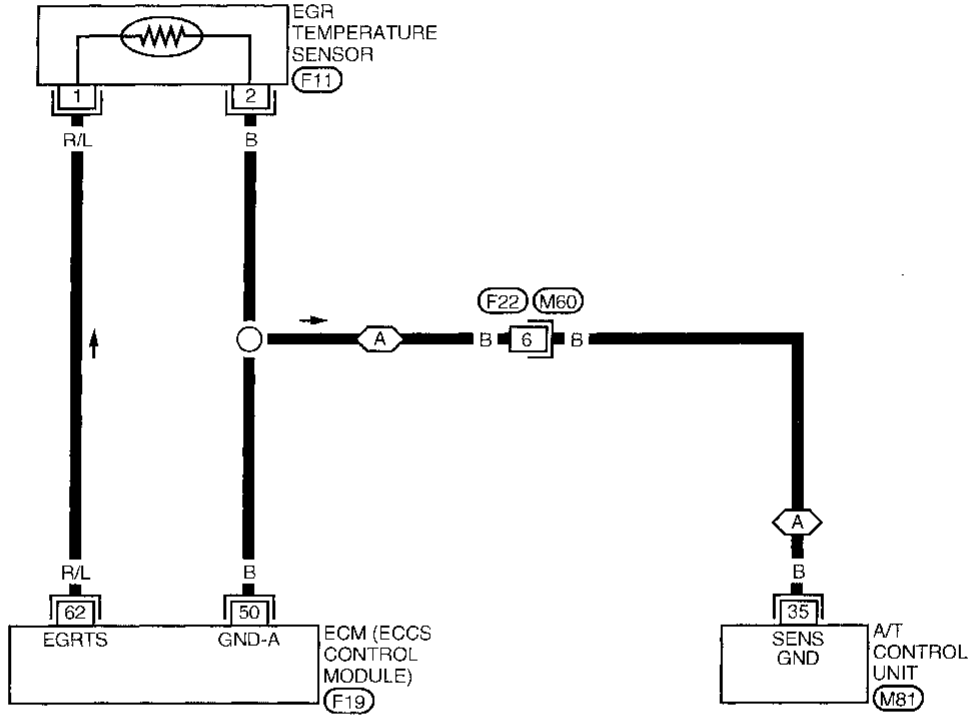 EGR
TEMPERATURE
SENSOR
F11
1
2
R/L
B
F22
M60
A
B
6
B
A
R/L
B
B
62
50
35
EGRTS
GND-A
ECM (ECCS
CONTROL
MODULE)
F19
SENS
GND
A/T
CONTROL
UNIT
M81